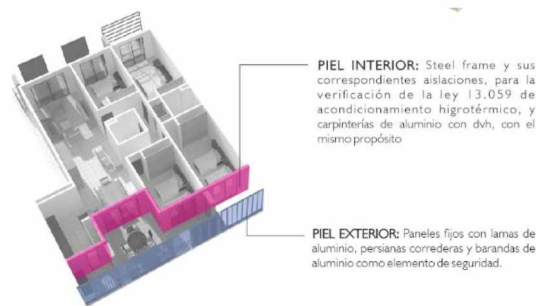 PIEL INTERIOR: Steel frame y sus
correspondientes aislaciones, para la
verificación de la ley 13.059 de
acondicionamiento higrotérmico, y
carpinterías de aluminio con dvh, con el
mismo propósito
PIEL EXTERIOR: Paneles fijos con lamas de
aluminio, persianas correderas y barandas de
aluminio como elemento de seguridad.